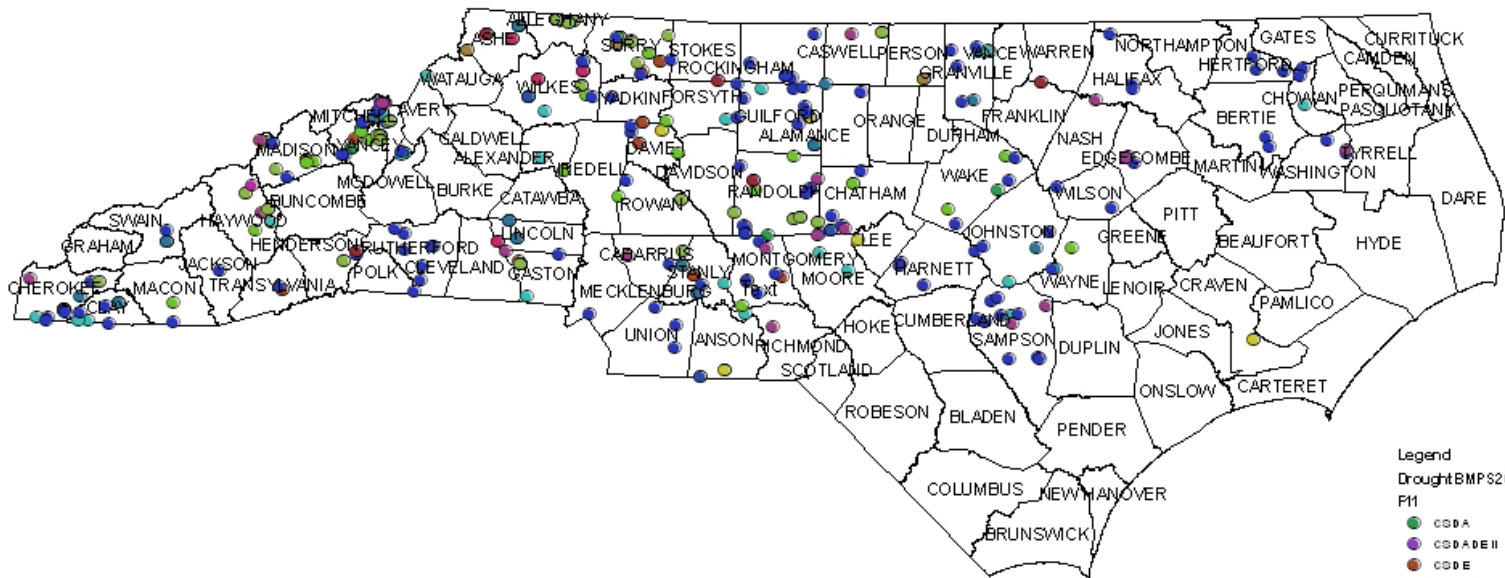 ALLEGHANY
ASHE
SURRY
STOKES
ROCKINGHAM
CASWELL
PERSON
GRANVILLE
VANCE
WARREN
NORTHAMPTON
GATES
CURRITUCK
CAMDEN
HERTFORD
HALIFAX
PERQUIMANS
PASQUOTANK
CHOWAN
WATAUGA
WILKES
YADKIN
FORSYTH
GUILFORD
ALAMANCE
ORANGE
DURHAM
FRANKLIN
NASH
BERTIE
MITCHELL
AVERY
CALDWELL
ALEXANDER
IREDELL
DAVIE
DAVIDSON
RANDOLPH
CHATHAM
WAKE
EDGECOMBE
MARTIN
WASHINGTON
TYRRELL
DARE
MADISON
YANCEY
MCDOWELL
BURKE
CATAWBA
ROWAN
WILSON
PITT
BEAUFORT
HYDE
SWAIN
HAYWOOD
BUNCOMBE
GRAHAM
HENDERSON
RUTHERFORD
LINCOLN
CABARRUS
STANLY
MONTGOMERY
MOORE
LEE
HARNETT
JOHNSTON
GREENE
WAYNE
LENOIR
CRAVEN
PAMLICO
CHEROKEE
CLAY
MACON
JACKSON
TRANSYLVANIA
POLK
CLEVELAND
GASTON
MECKLENBURG
Text
UNION
ANSON
RICHMOND
HOKE
SCOTLAND
CUMBERLAND
SAMPSON
DUPLIN
JONES
ONSLOW
CARTERET
ROBESON
BLADEN
PENDER
COLUMBUS
NEW HANOVER
BRUNSWICK
Legend
F11
CSDA
CSDADEII
CSDE